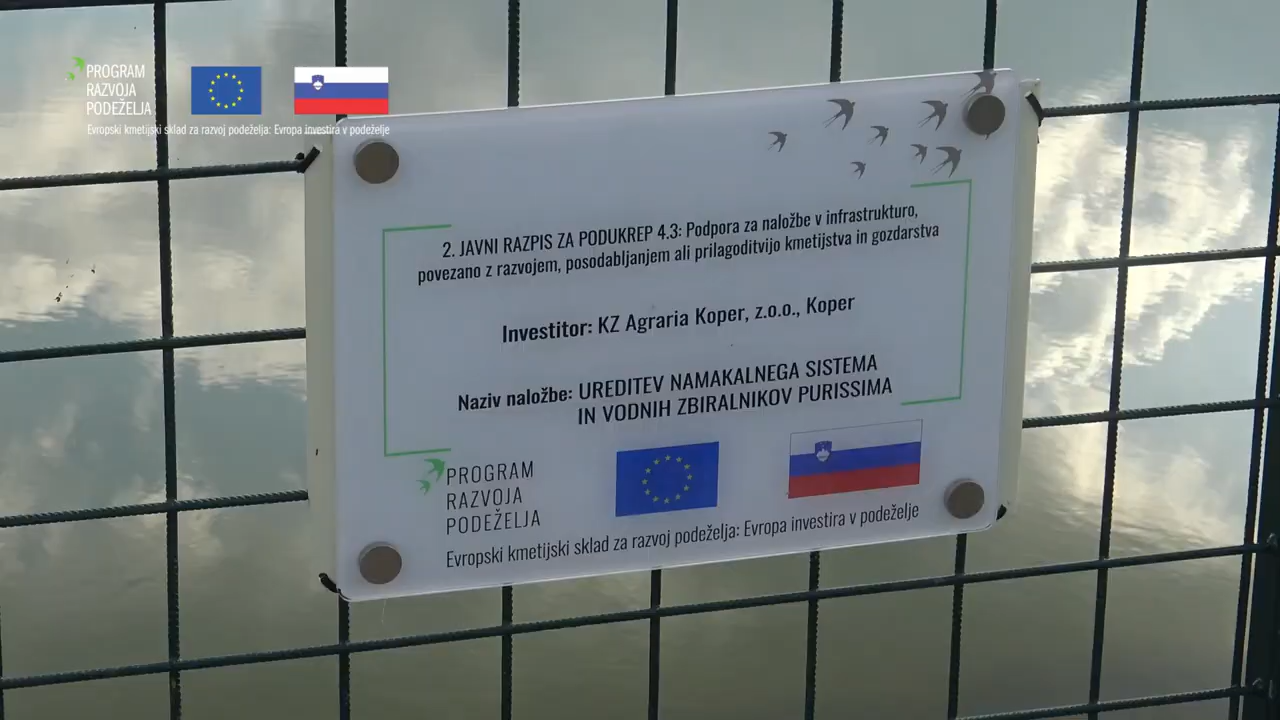 PROGRAM
RAZVOJA
PODEŽELJA
Evropski kmetijski sklad za razvoj podeželja: Evropa investira v podeželje
2. JAVNI RAZPIS ZA PODUKREP 4.3: Podpora za naložbe v infrastrukturo,
povezano z razvojem, posodabljanjem ali prilagoditvijo kmetijstva in gozdarstva
Investitor: KZ Agraria Koper, z.o.o., Koper
Naziv naložbe: UREDITEV NAMAKALNEGA SISTEMA
IN VODNIH ZBIRALNIKOV PURISSIMA
PROGRAM
RAZVOJA
PODEŽELJA
Evropski kmetijski sklad za razvoj podeželja: Evropa investira v podeželje